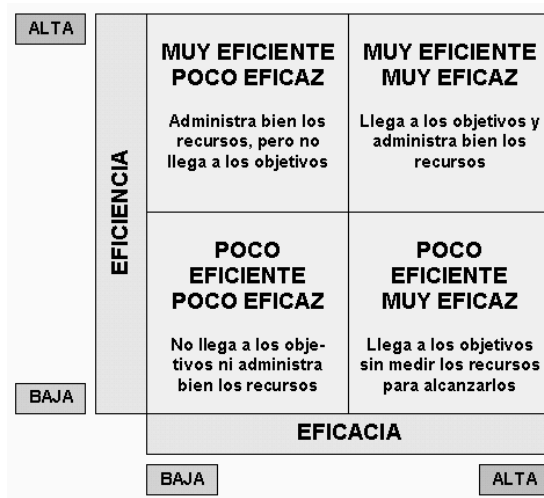 ALTA
MUY EFICIENTE
POCO EFICAZ
Administra bien los
recursos, pero no
llega a los objetivos
MUY EFICIENTE
MUY EFICAZ
Llega a los objetivos y
administra bien los
recursos
EFICIENCIA
POCO
EFICIENTE
POCO EFICAZ
No llega a los obje-
tivos ni administra
bien los recursos
POCO
EFICIENTE
MUY EFICAZ
Llega a los objetivos
sin medir los recursos
para alcanzarlos
BAJA
EFICACIA
BAJA
ALTA